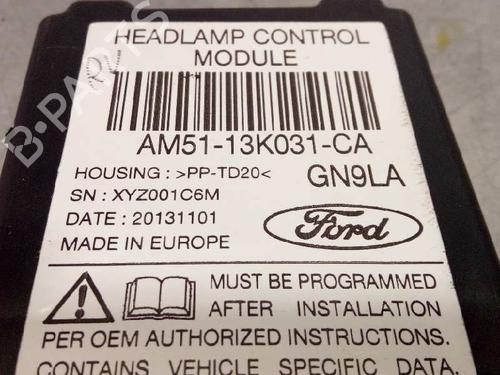 HEADLAMP CONTROL
MODULE
AM51-13K031-CA
HOUSING : >PP-TD20<
GN9LA
SN : XYZ001C6M
DATE : 20131101
Ford
MADE IN EUROPE
MUST BE PROGRAMMED
AFTER INSTALLATION
PER OEM AUTHORIZED INSTRUCTIONS.
CONTAINS VEHICLE SPECIFIC DATA.
B-PARTS